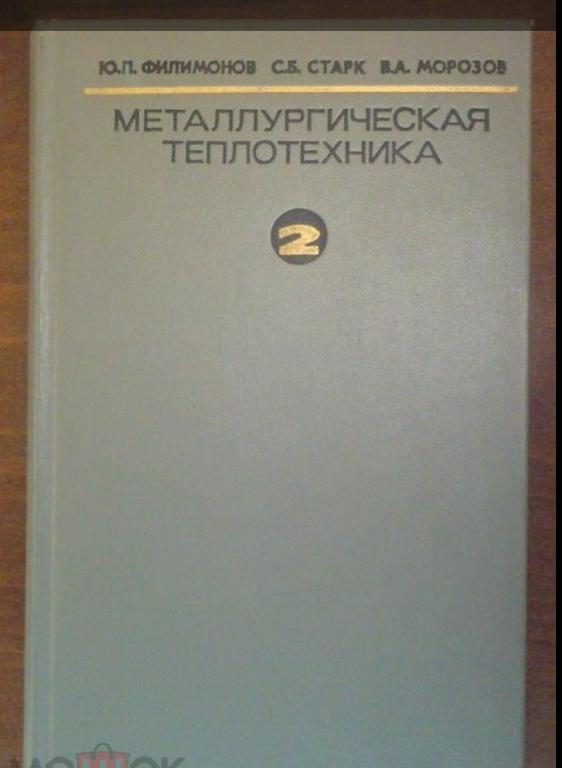 Ю.П. ФИЛИМОНОВ С.Б. СТАРК В.А. МОРОЗОВ
МЕТАЛЛУРГИЧЕСКАЯ
ТЕПЛОТЕХНИКА
2